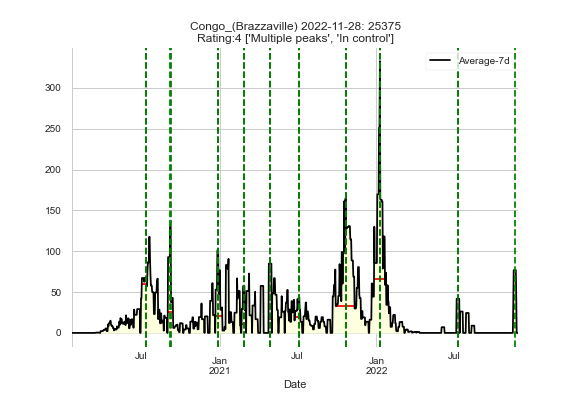 Congo_(Brazzaville) 2022-11-28: 25375
Rating:4 ['Multiple peaks', 'In control']
Average-7d
300
250
200
150
100
50
0
Jul
Jan
2021
Jul
Jan
2022
Jul
Date